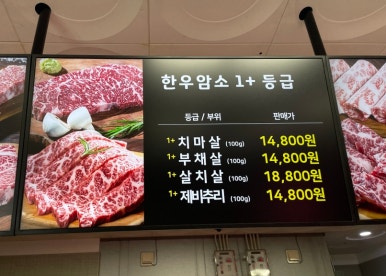 한우암소 1+ 등급
등급 / 부위 판매가
1+ 치마살 (100g) 14,800원
1+ 부채살 (100g) 14,800원
1+ 살치살 (100g) 18,800원
1+ 제비추리 (100g) 14,800원